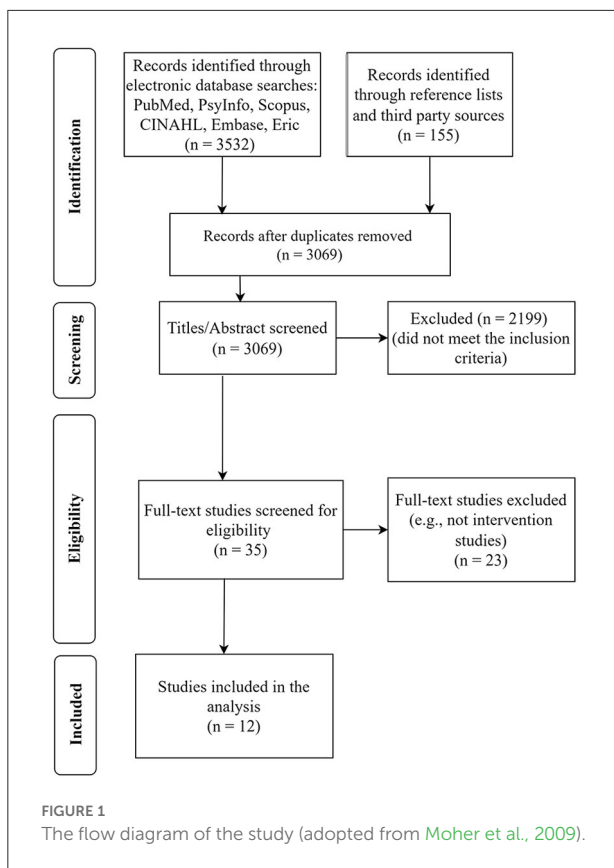 Identification
Records identified through
electronic database searches:
PubMed, PsyInfo, Scopus,
CINAHL, Embase, Eric
(n = 3532)
Records identified
through reference lists
and third party sources
(n = 155)
Records after duplicates removed
(n = 3069)
Screening
Titles/Abstract screened
(n = 3069)
Excluded (n = 2199)
(did not meet the inclusion
criteria)
Eligibility
Full-text studies screened for
eligibility
(n = 35)
Full-text studies excluded
(e.g., not intervention
studies)
(n = 23)
Included
Studies included in the
analysis
(n = 12)
FIGURE 1
The flow diagram of the study (adopted from Moher et al., 2009).